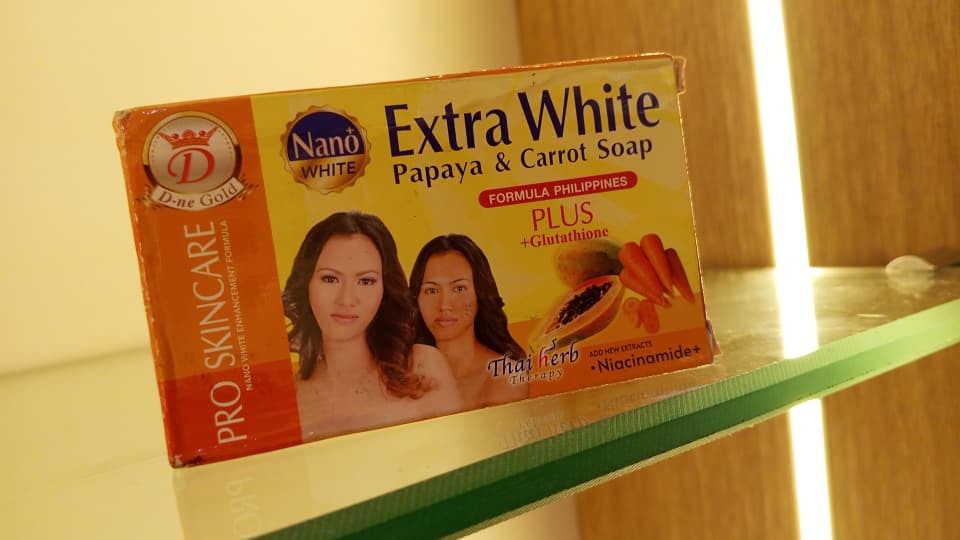 D
D-ne Gold
PRO SKINCARE
NANO WHITE ENHANCEMENT FORMULA
Nano+
WHITE
Extra White
Papaya & Carrot Soap
FORMULA PHILIPPINES
PLUS
+Glutathione
Thai herb
Therapy
ADD NEW EXTRACTS
•Niacinamide+